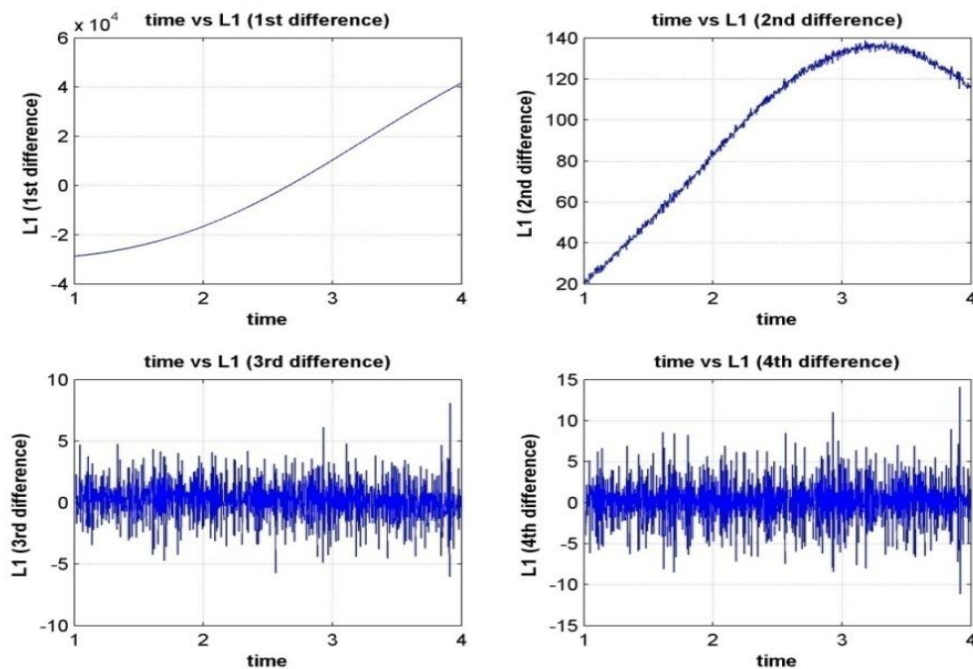 time vs L1 (1st difference)
x 10⁴
6
4
2
0
-2
-4
L1 (1st difference)
1 2 3 4
time
time vs L1 (2nd difference)
140
120
100
80
60
40
20
L1 (2nd difference)
1 2 3 4
time
time vs L1 (3rd difference)
10
5
0
-5
-10
L1 (3rd difference)
1 2 3 4
time
time vs L1 (4th difference)
15
10
5
0
-5
-10
-15
L1 (4th difference)
1 2 3 4
time